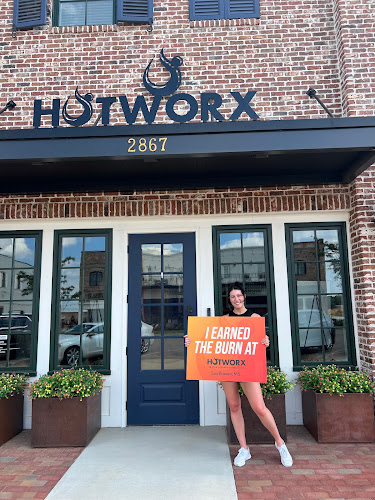 HOTWORX
2867
I EARNED
THE BURN AT
HOTWORX